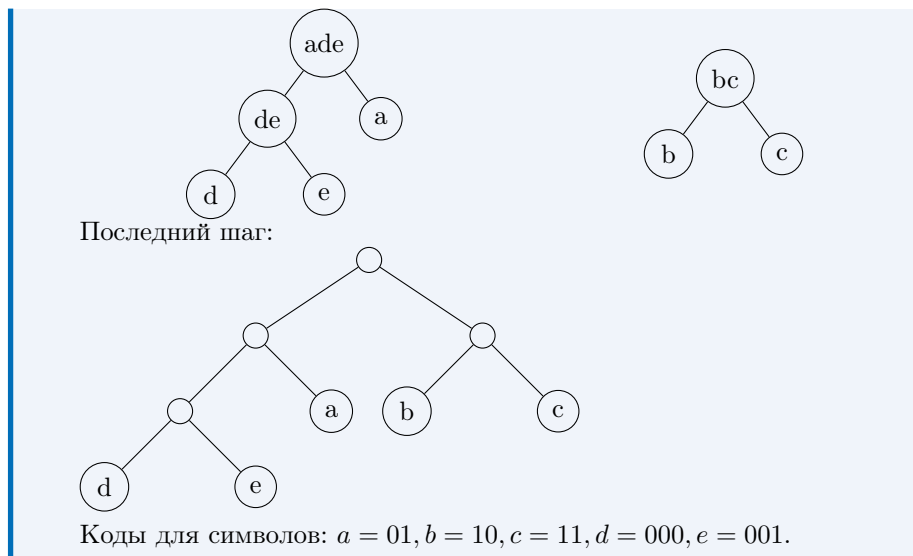 ade
bc
de
a
b
c
d
e
Последний шаг:
a
b
c
d
e
Коды для символов: a = 01, b = 10, c = 11, d = 000, e = 001.